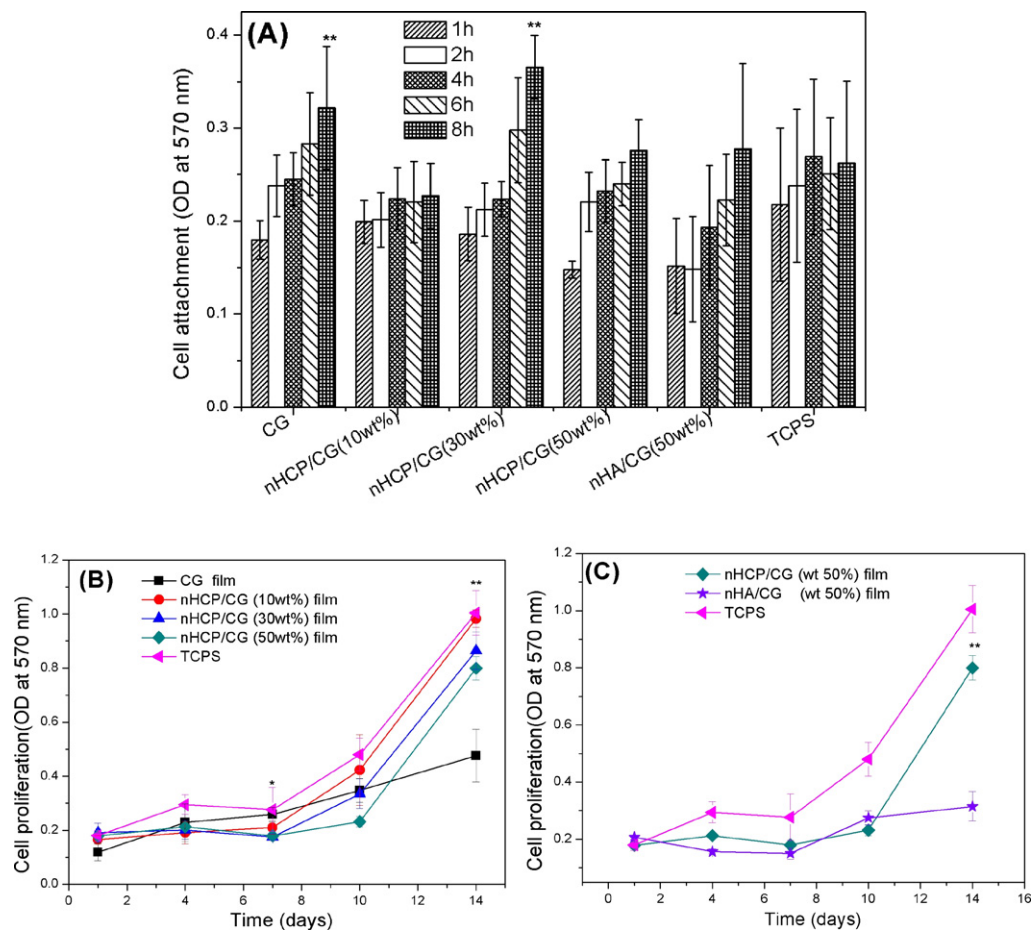 (A)
1h
2h
4h
6h
8h
**
**
Cell attachment (OD at 570 nm)
0.4
0.3
0.2
0.1
0.0
CG
nHCP/CG(10wt%)
nHCP/CG(30wt%)
nHCP/CG(50wt%)
nHA/CG(50wt%)
TCPS
(B)
CG film
nHCP/CG (10wt%) film
nHCP/CG (30wt%) film
nHCP/CG (50wt%) film
TCPS
**
*
Cell proliferation(OD at 570 nm)
1.2
1.0
0.8
0.6
0.4
0.2
0.0
0 2 4 6 8 10 12 14
Time (days)
(C)
nHCP/CG (wt 50%) film
nHA/CG (wt 50%) film
TCPS
**
Cell proliferation(OD at 570 nm)
1.2
1.0
0.8
0.6
0.4
0.2
0 2 4 6 8 10 12 14 16
Time (days)